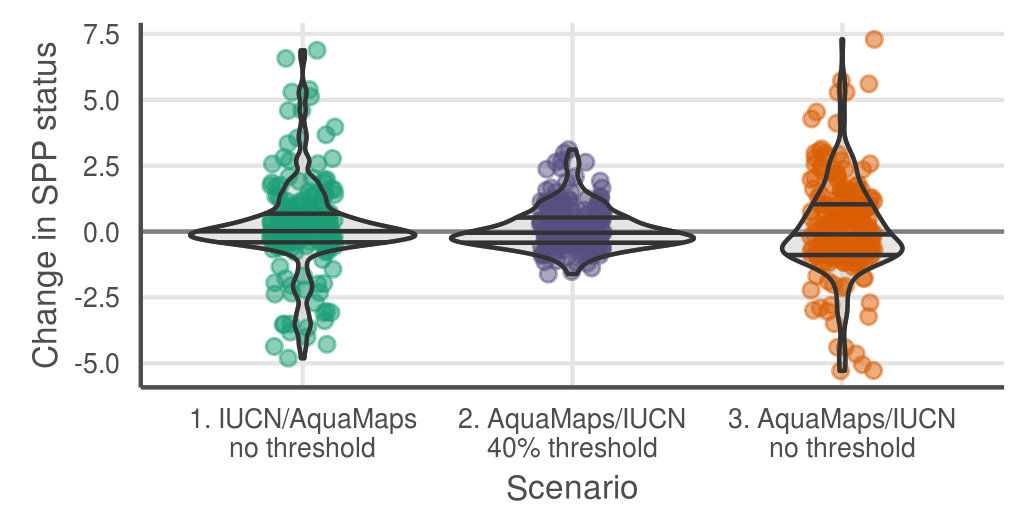 Change in SPP status
7.5
5.0
2.5
0.0
-2.5
-5.0
1. IUCN/AquaMaps
no threshold
2. AquaMaps/IUCN
40% threshold
3. AquaMaps/IUCN
no threshold
Scenario